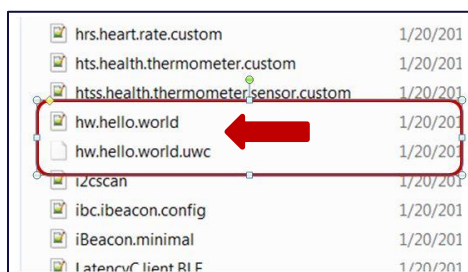 hrs.heart.rate.custom 1/20/201
hts.health.thermometer.custom 1/20/201
htss.health.thermometer.sensor.custom 1/20/201
hw.hello.world 1/20/201
hw.hello.world.uwc 1/20/201
i2cscan 1/20/201
ibc.ibeacon.config 1/20/201
iBeacon.minimal 1/20/201
LatencyClient.BLE 1/20/201